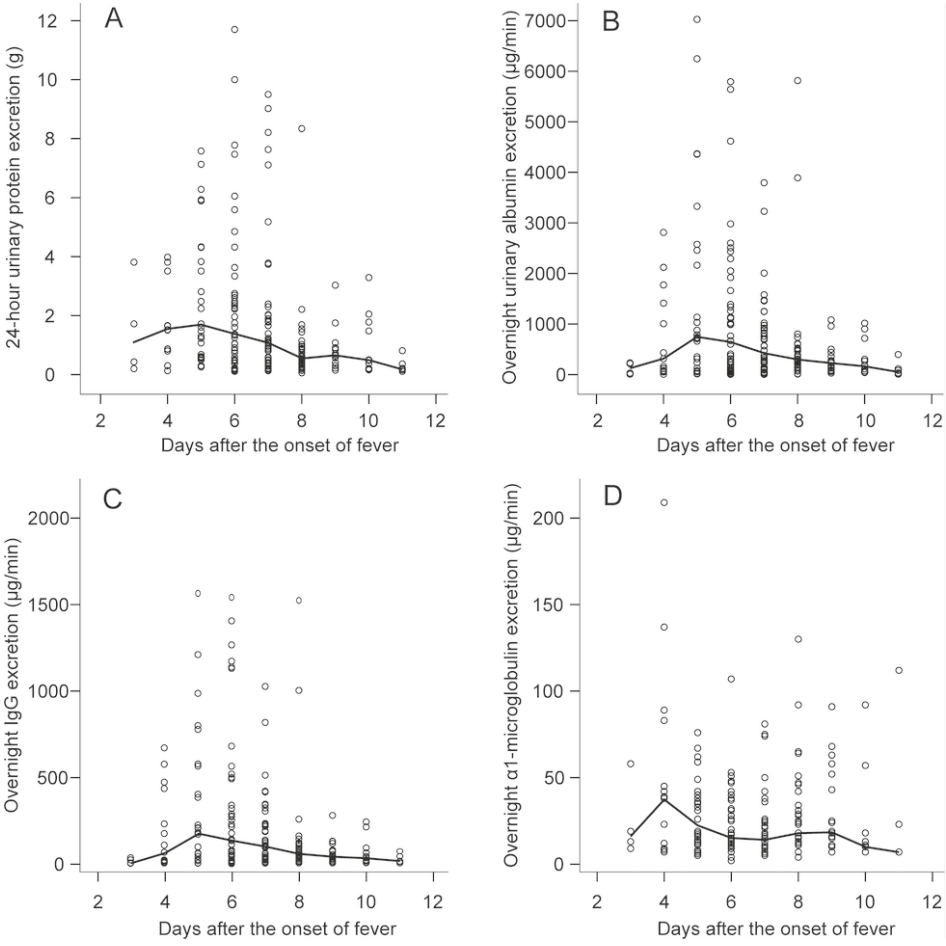 A
24-hour urinary protein excretion (g)
12
10
8
6
4
2
0
2 4 6 8 10 12
Days after the onset of fever
B
Overnight urinary albumin excretion (µg/min)
7000
6000
5000
4000
3000
2000
1000
0
2 4 6 8 10 12
Days after the onset of fever
C
Overnight IgG excretion (µg/min)
2000
1500
1000
500
0
2 4 6 8 10 12
Days after the onset of fever
D
Overnight α1-microglobulin excretion (µg/min)
200
150
100
50
0
2 4 6 8 10 12
Days after the onset of fever